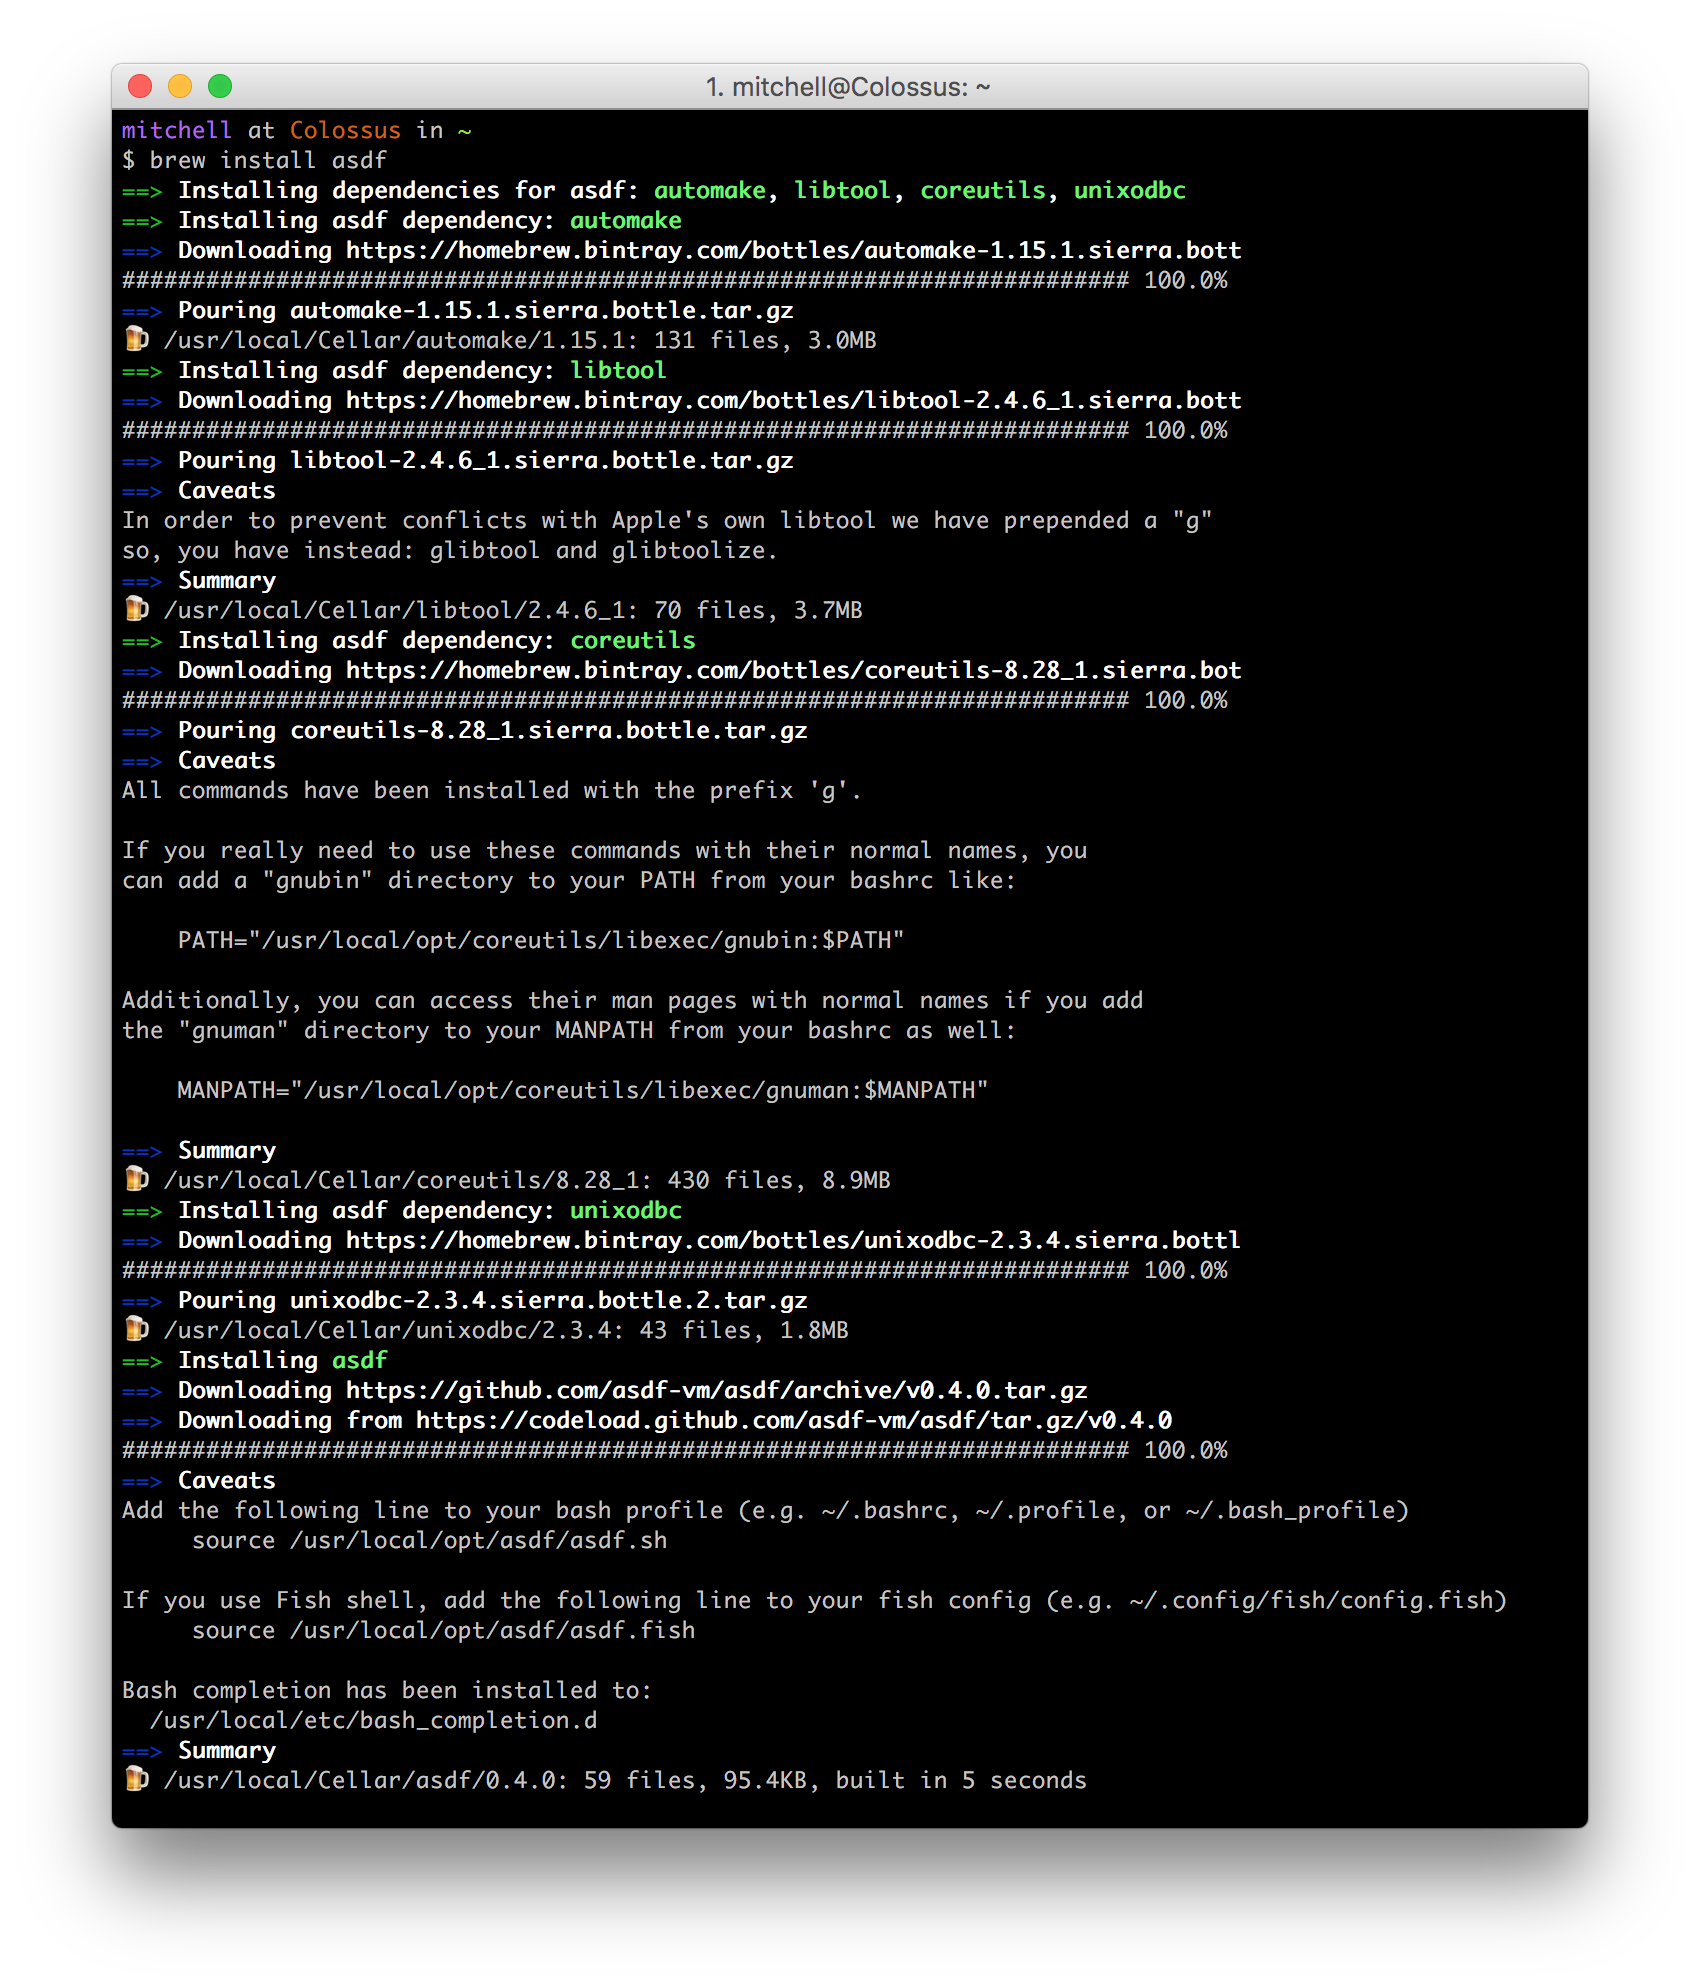 1. mitchell@Colossus: ~
mitchell at Colossus in ~
$ brew install asdf
==> Installing dependencies for asdf: automake, libtool, coreutils, unixodbc
==> Installing asdf dependency: automake
==> Downloading https://homebrew.bintray.com/bottles/automake-1.15.1.sierra.bott
######################################################################## 100.0%
==> Pouring automake-1.15.1.sierra.bottle.tar.gz
🍺 /usr/local/Cellar/automake/1.15.1: 131 files, 3.0MB
==> Installing asdf dependency: libtool
==> Downloading https://homebrew.bintray.com/bottles/libtool-2.4.6_1.sierra.bott
######################################################################## 100.0%
==> Pouring libtool-2.4.6_1.sierra.bottle.tar.gz
==> Caveats
In order to prevent conflicts with Apple's own libtool we have prepended a "g"
so, you have instead: glibtool and glibtoolize.
==> Summary
🍺 /usr/local/Cellar/libtool/2.4.6_1: 70 files, 3.7MB
==> Installing asdf dependency: coreutils
==> Downloading https://homebrew.bintray.com/bottles/coreutils-8.28_1.sierra.bot
######################################################################## 100.0%
==> Pouring coreutils-8.28_1.sierra.bottle.tar.gz
==> Caveats
All commands have been installed with the prefix 'g'.
If you really need to use these commands with their normal names, you
can add a "gnubin" directory to your PATH from your bashrc like:
PATH="/usr/local/opt/coreutils/libexec/gnubin:$PATH"
Additionally, you can access their man pages with normal names if you add
the "gnuman" directory to your MANPATH from your bashrc as well:
MANPATH="/usr/local/opt/coreutils/libexec/gnuman:$MANPATH"
==> Summary
🍺 /usr/local/Cellar/coreutils/8.28_1: 430 files, 8.9MB
==> Installing asdf dependency: unixodbc
==> Downloading https://homebrew.bintray.com/bottles/unixodbc-2.3.4.sierra.bottl
######################################################################## 100.0%
==> Pouring unixodbc-2.3.4.sierra.bottle.2.tar.gz
🍺 /usr/local/Cellar/unixodbc/2.3.4: 43 files, 1.8MB
==> Installing asdf
==> Downloading https://github.com/asdf-vm/asdf/archive/v0.4.0.tar.gz
==> Downloading from https://codeload.github.com/asdf-vm/asdf/tar.gz/v0.4.0
######################################################################## 100.0%
==> Caveats
Add the following line to your bash profile (e.g. ~/.bashrc, ~/.profile, or ~/.bash_profile)
source /usr/local/opt/asdf/asdf.sh
If you use Fish shell, add the following line to your fish config (e.g. ~/.config/fish/config.fish)
source /usr/local/opt/asdf/asdf.fish
Bash completion has been installed to:
/usr/local/etc/bash_completion.d
==> Summary
🍺 /usr/local/Cellar/asdf/0.4.0: 59 files, 95.4KB, built in 5 seconds